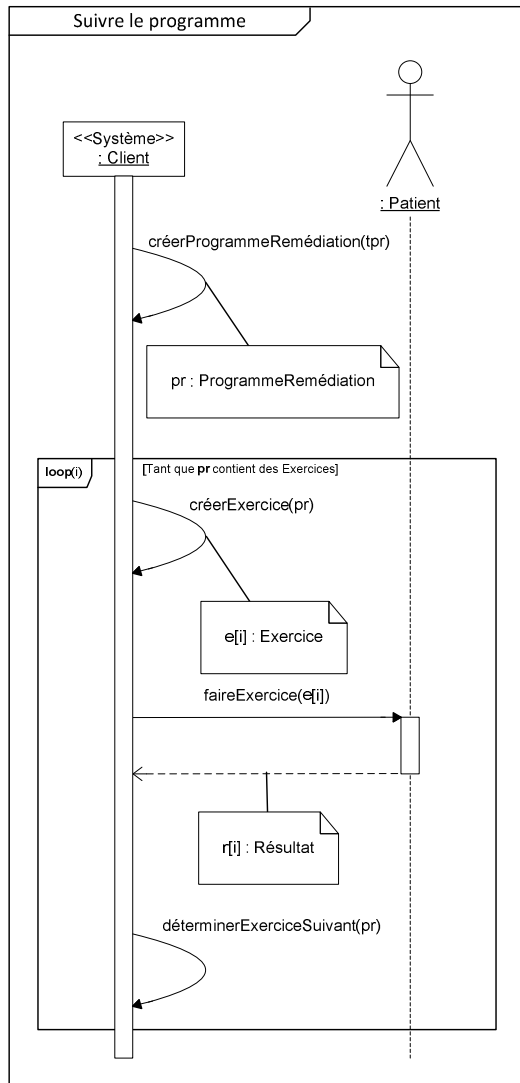 Suivre le programme
<<Système>>
: Client
: Patient
créerProgrammeRemédiation(tpr)
pr : ProgrammeRemédiation
loop(i)
[Tant que pr contient des Exercices]
créerExercice(pr)
e[i] : Exercice
faireExercice(e[i])
r[i] : Résultat
déterminerExerciceSuivant(pr)